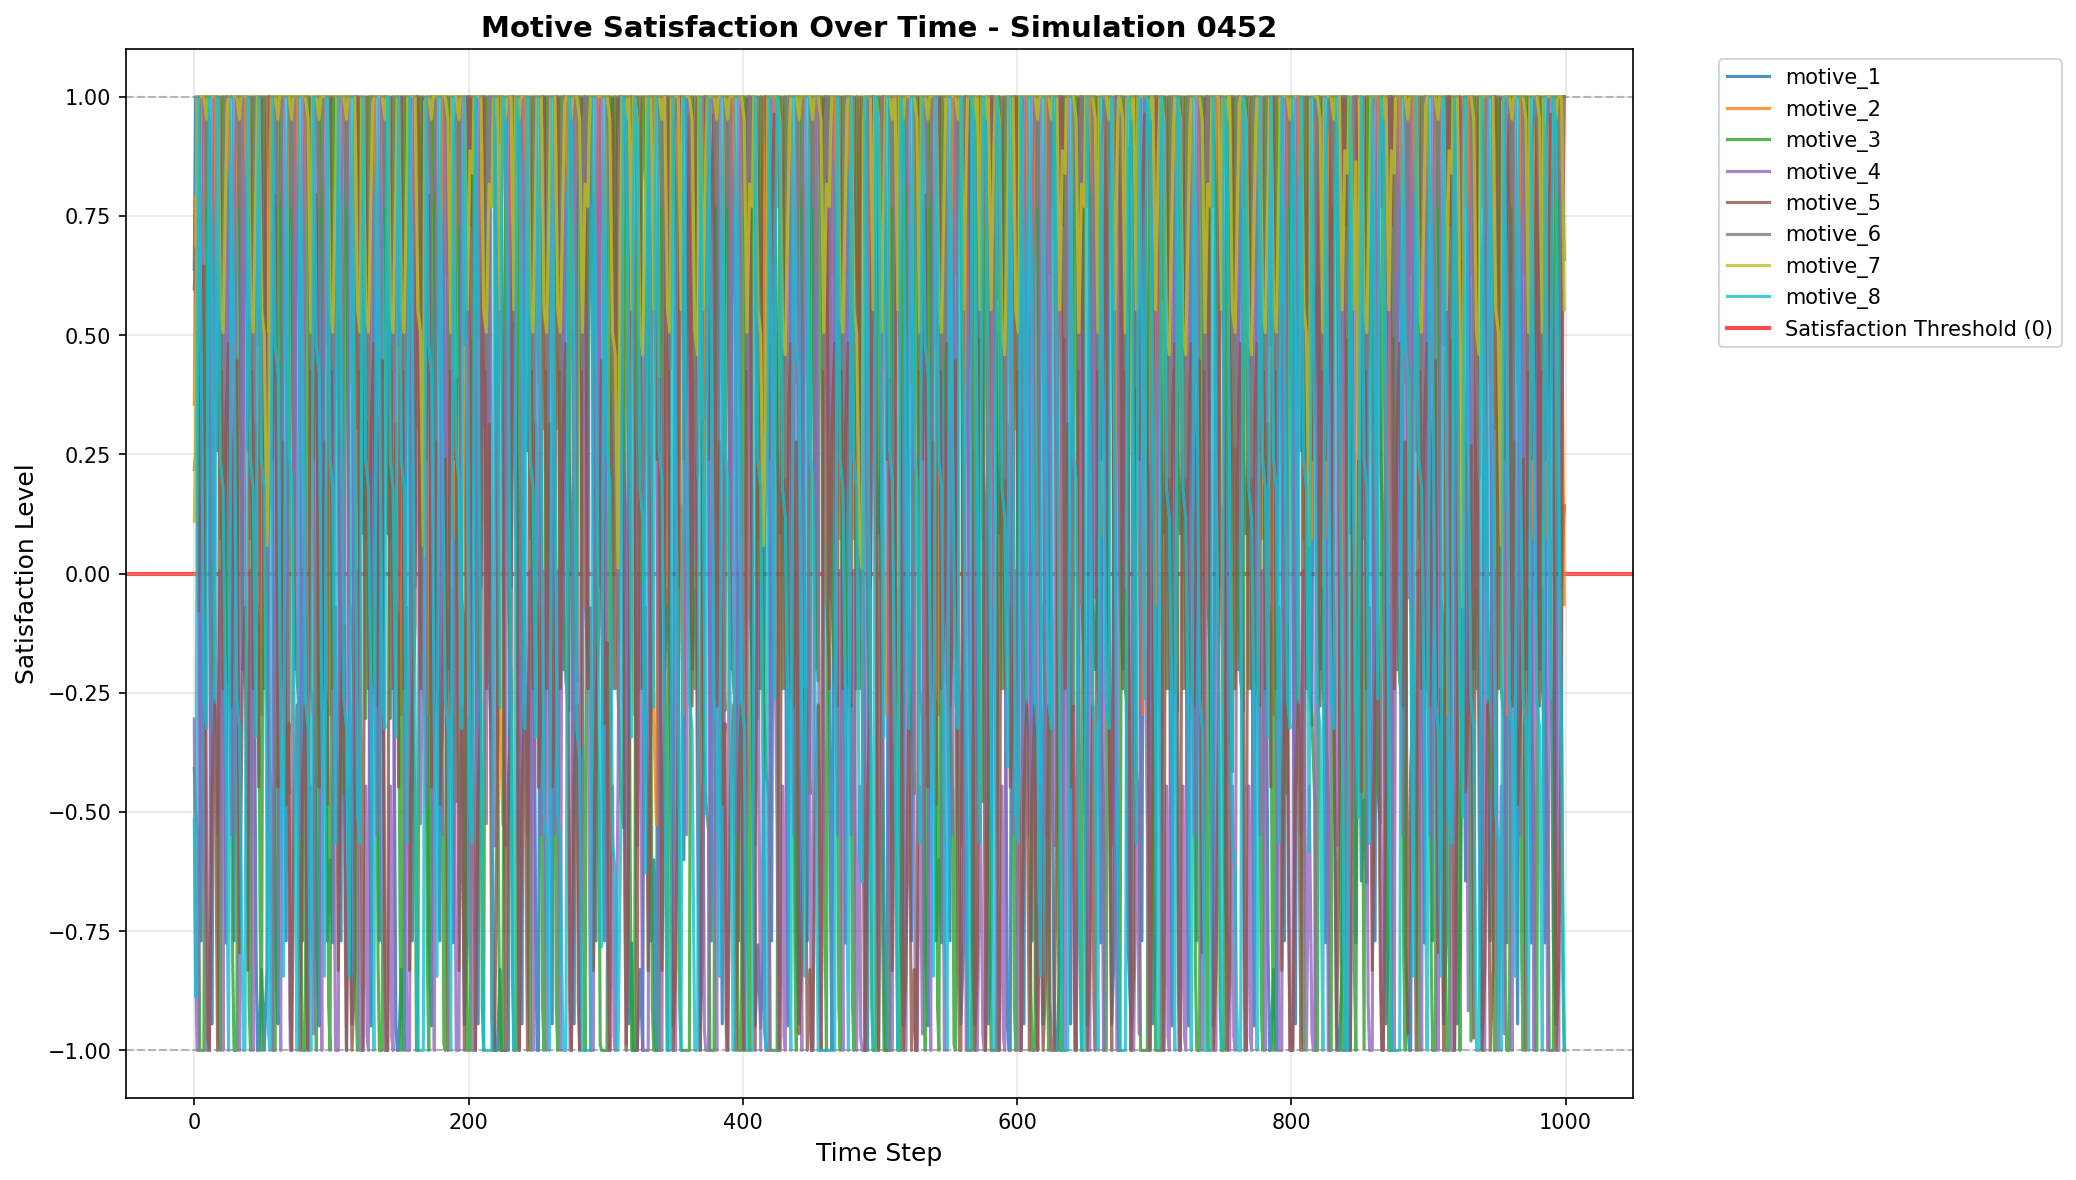 Motive Satisfaction Over Time - Simulation 0452
1.00
0.75
0.50
0.25
0.00
−0.25
−0.50
−0.75
−1.00
Satisfaction Level
0
200
400
600
800
1000
Time Step
motive_1
motive_2
motive_3
motive_4
motive_5
motive_6
motive_7
motive_8
Satisfaction Threshold (0)